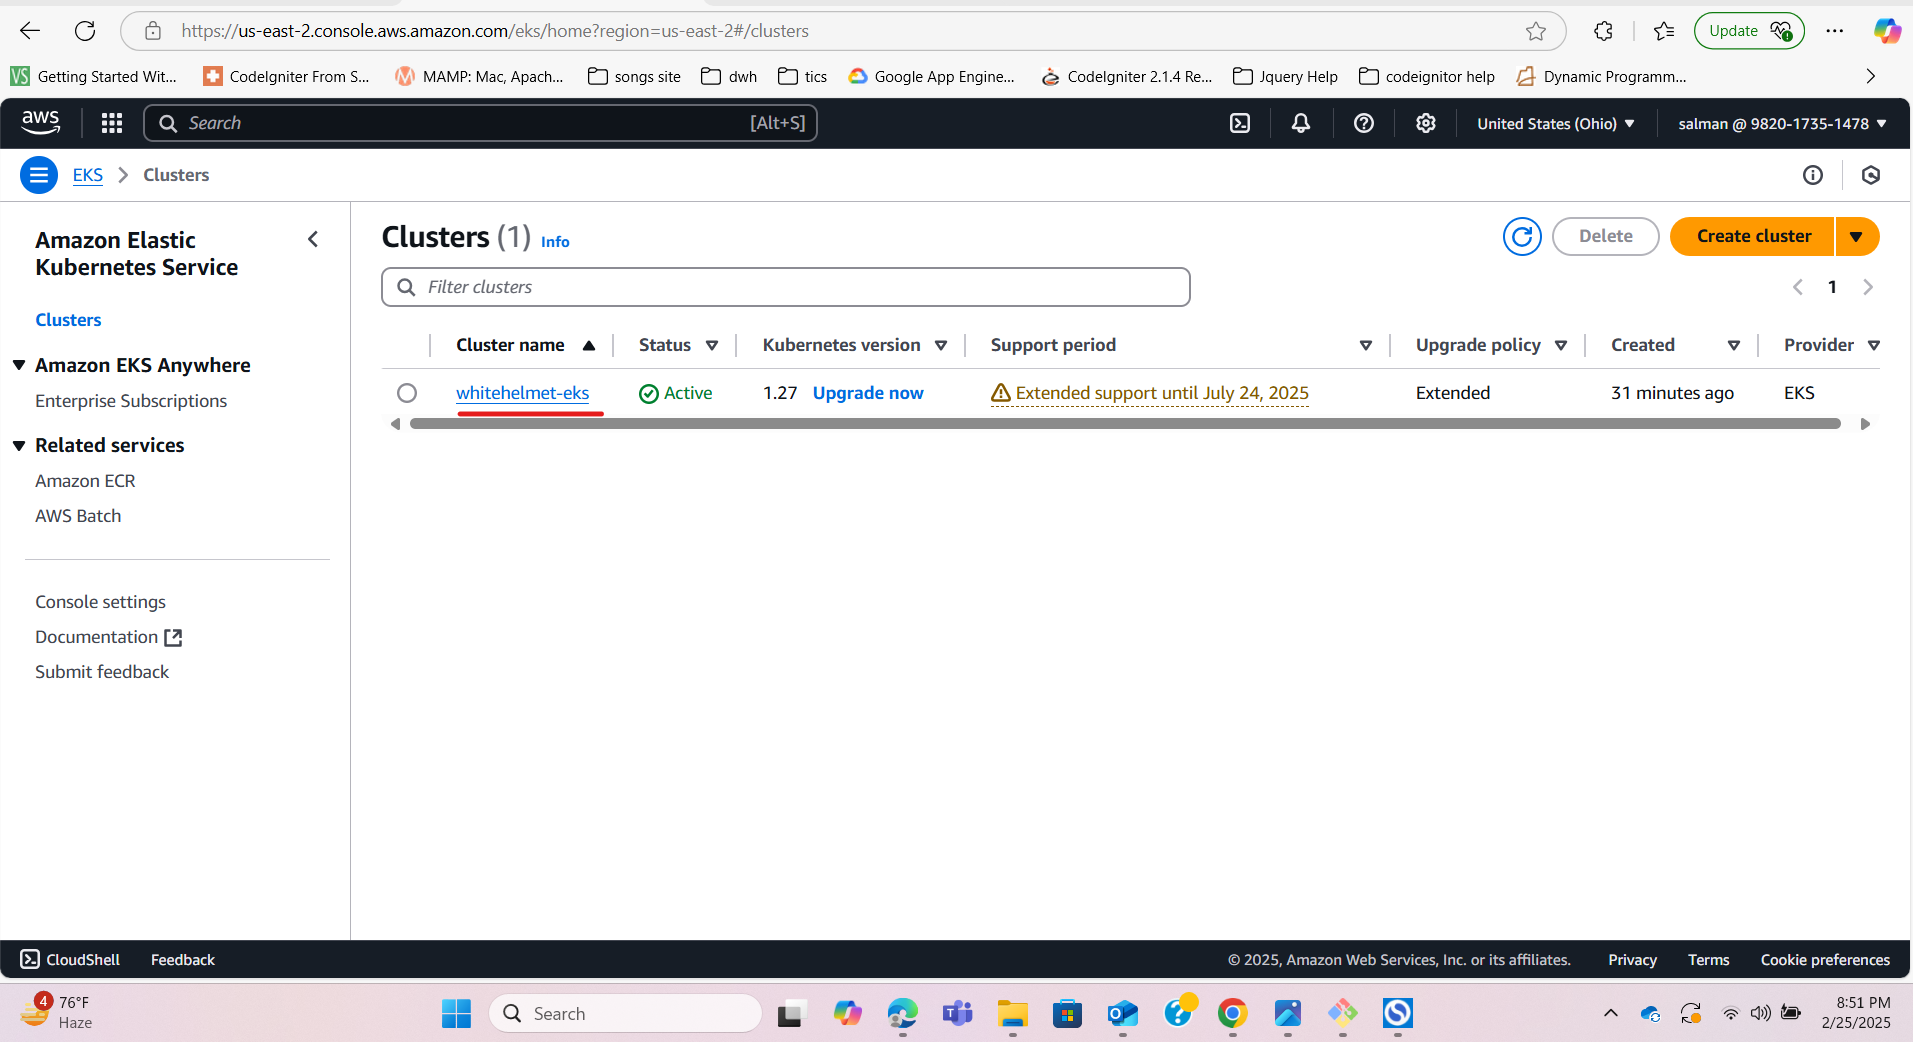 https://us-east-2.console.aws.amazon.com/eks/home?region=us-east-2#/clusters
Update
VS Getting Started Wit... CodeIgniter From S... MAMP: Mac, Apach... songs site dwh tics Google App Engine... CodeIgniter 2.1.4 Re... Jquery Help codeignitor help Dynamic Programm...
aws Search [Alt+S] United States (Ohio) salman @ 9820-1735-1478
EKS Clusters
Amazon Elastic
Kubernetes Service
Clusters
Amazon EKS Anywhere
Enterprise Subscriptions
Related services
Amazon ECR
AWS Batch
Console settings
Documentation
Submit feedback
Clusters (1) Info
Delete Create cluster
Filter clusters
1
Cluster name Status Kubernetes version Support period Upgrade policy Created Provider
whitehelmet-eks Active 1.27 Upgrade now Extended support until July 24, 2025 Extended 31 minutes ago EKS
CloudShell Feedback © 2025, Amazon Web Services, Inc. or its affiliates. Privacy Terms Cookie preferences
4 76°F
Haze
Search
8:51 PM
2/25/2025